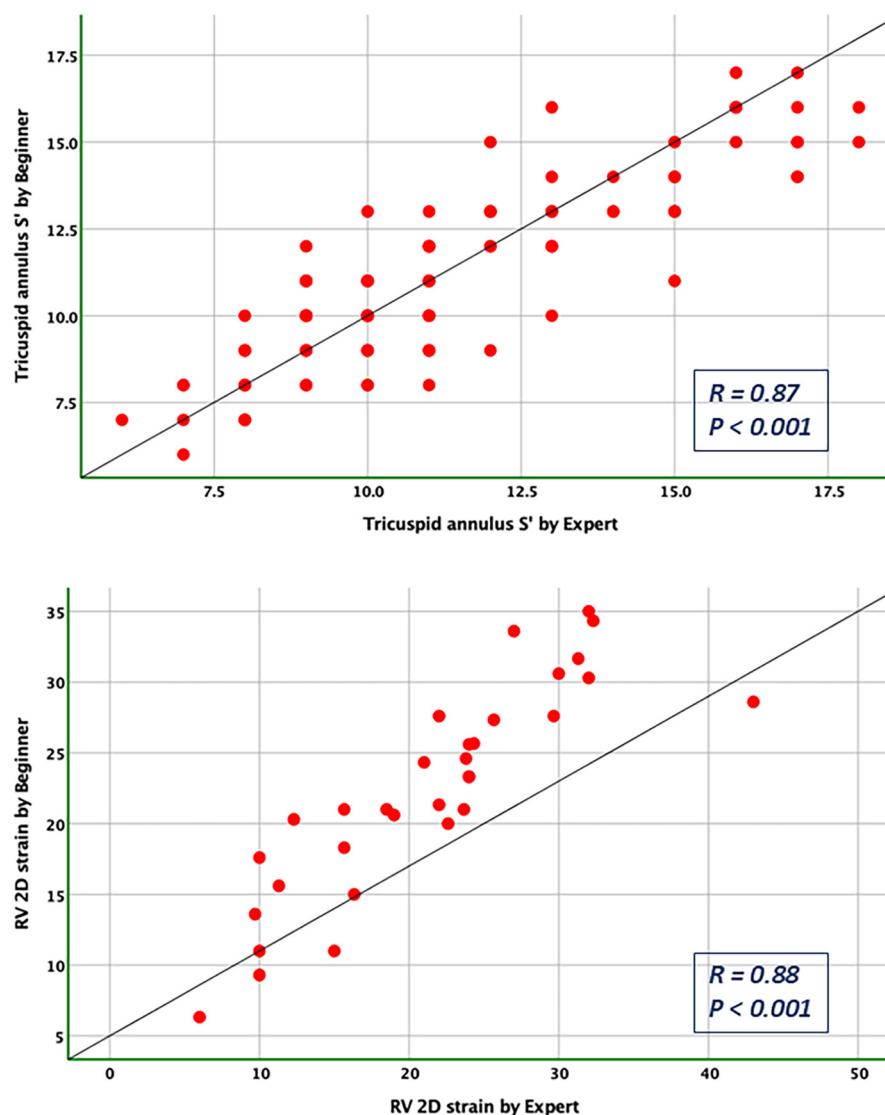 17.5
15.0
12.5
10.0
7.5
Tricuspid annulus S' by Beginner
R = 0.87
P < 0.001
7.5 10.0 12.5 15.0 17.5
Tricuspid annulus S' by Expert
35
30
25
20
15
10
5
RV 2D strain by Beginner
R = 0.88
P < 0.001
0 10 20 30 40 50
RV 2D strain by Expert